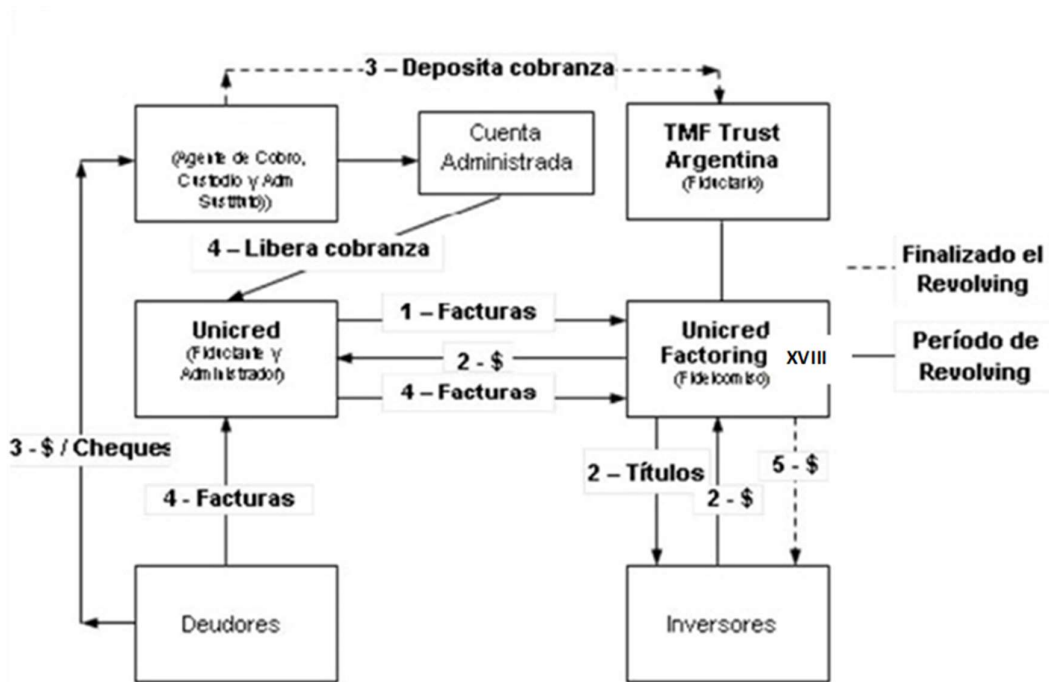 3 – Deposita cobranza
(Agente de Cobro,
Custodio y Adm
Sustituto))
Cuenta
Administrada
TMF Trust
Argentina
(Fiduciario)
4 – Libera cobranza
Finalizado el
Revolving
Unicred
(Fiduciante y
Administrador)
1 – Facturas
2 - $
4 – Facturas
Unicred
Factoring XVIII
(Fideicomiso)
Período de
Revolving
3 - $ / Cheques
4 - Facturas
2 – Títulos
2 - $
5 - $
Deudores
Inversores